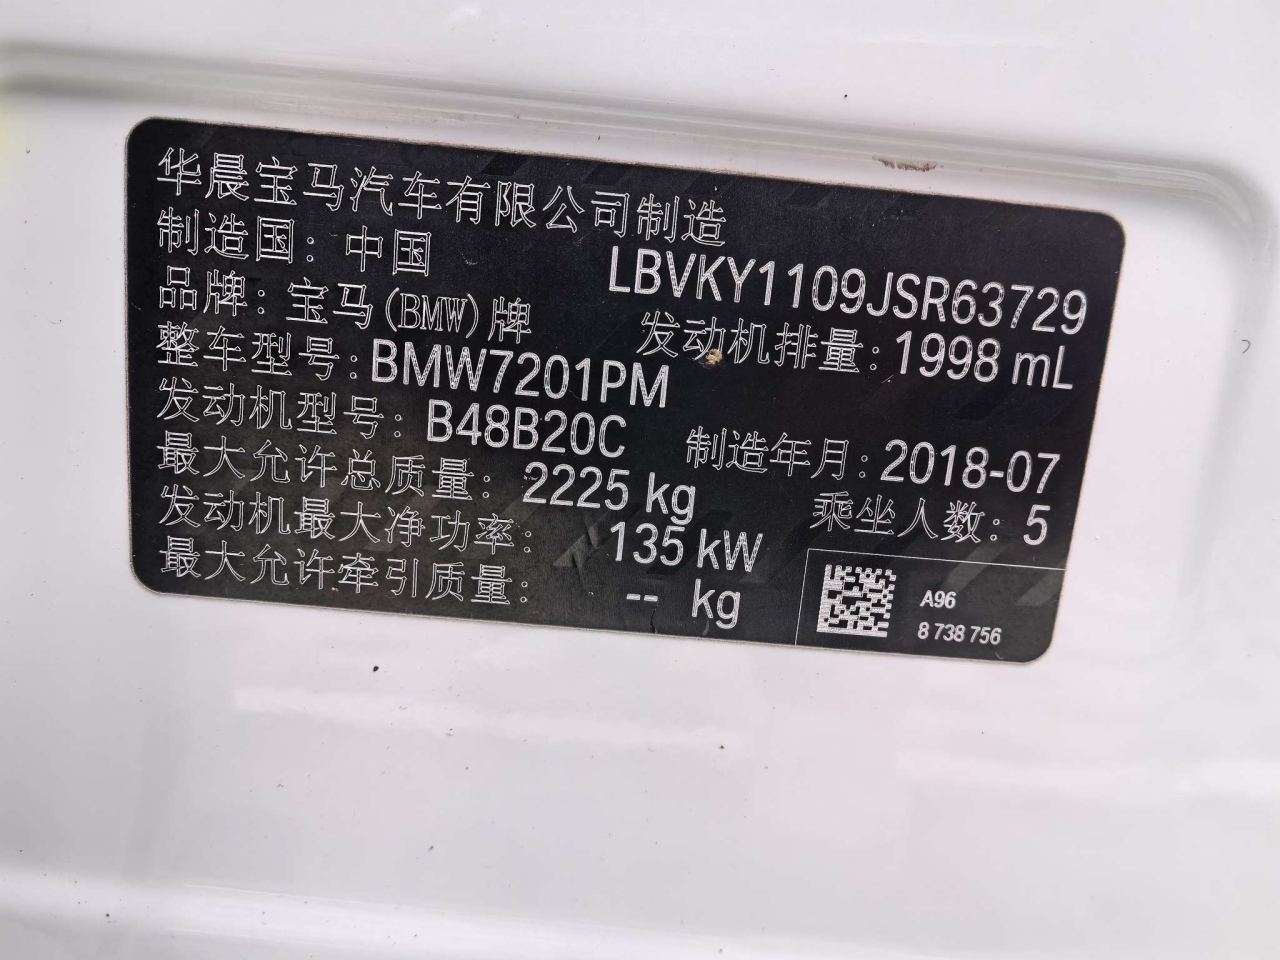 华晨宝马汽车有限公司制造
制造国：中国 LBVKY1109JSR63729
品牌：宝马(BMW)牌 发动机排量：1998 mL
整车型号：BMW7201PM
发动机型号：B48B20C 制造年月：2018-07
最大允许总质量：2225 kg 乘坐人数：5
发动机最大净功率：135 kW
最大允许牵引质量：-- kg
A96
8 738 756